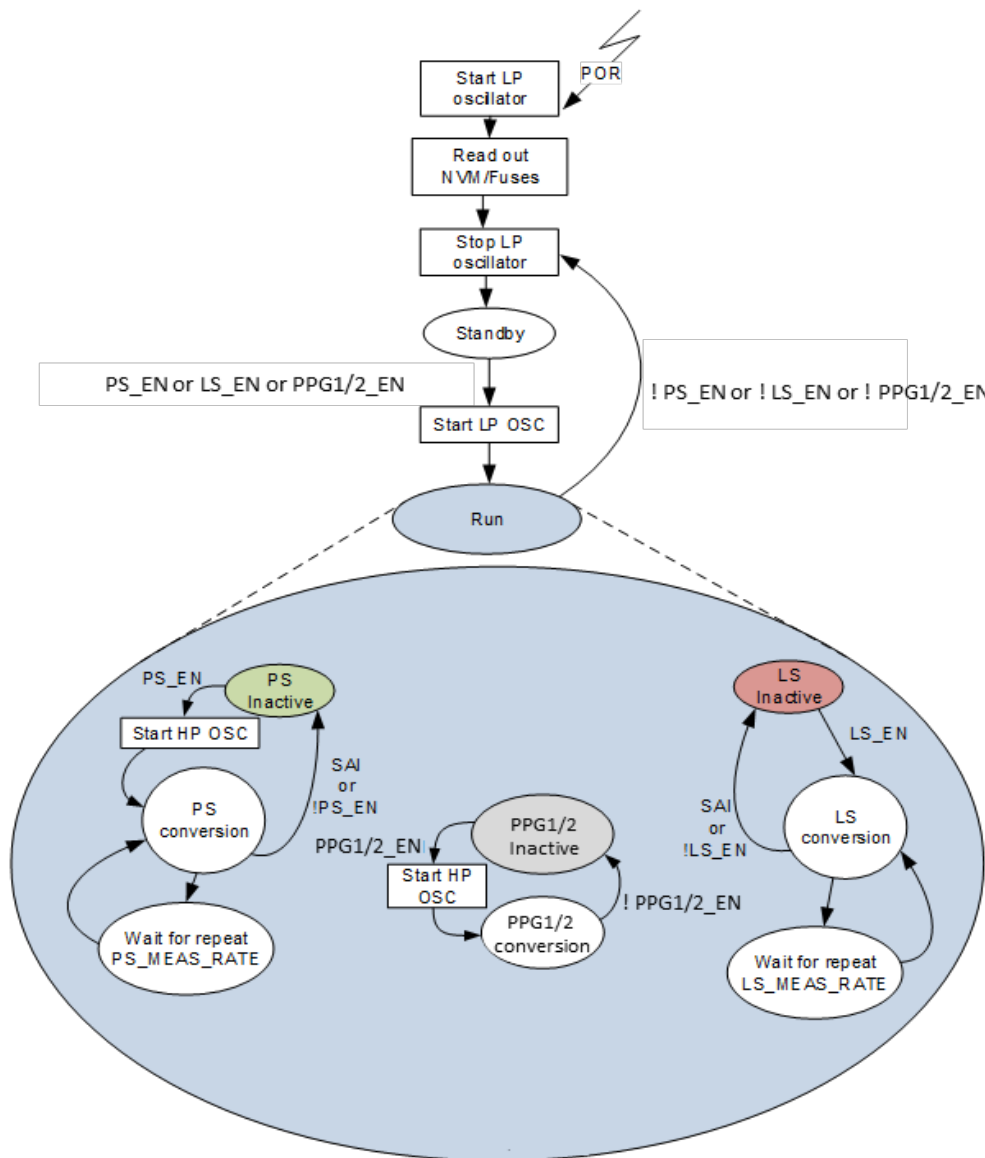 POR
Start LP
oscillator
Read out
NVM/Fuses
Stop LP
oscillator
Standby
PS_EN or LS_EN or PPG1/2_EN
! PS_EN or ! LS_EN or ! PPG1/2_EN
Start LP OSC
Run
PS_EN
PS
Inactive
Start HP OSC
SAI
or
!PS_EN
PS
conversion
Wait for repeat
PS_MEAS_RATE
PPG1/2_EN
PPG1/2
Inactive
Start HP
OSC
! PPG1/2_EN
PPG1/2
conversion
LS
Inactive
LS_EN
SAI
or
!LS_EN
LS
conversion
Wait for repeat
LS_MEAS_RATE